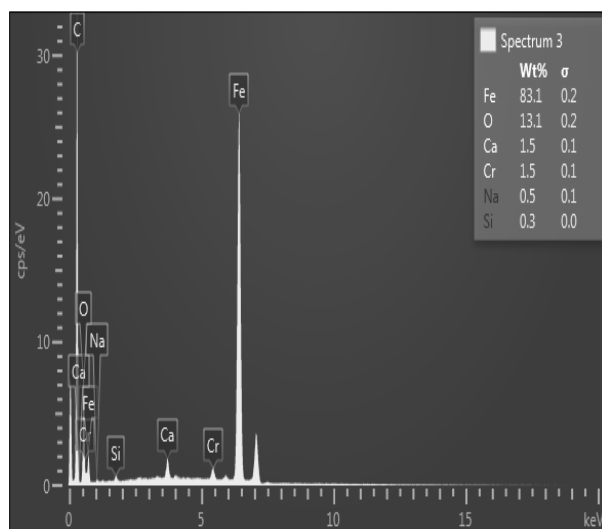 C
30
Fe
20
cps/eV
O
Na
10
Ca
Fe
Cr
Si
Ca
Cr
0
0
5
10
15
keV
Spectrum 3
Wt% σ
Fe 83.1 0.2
O 13.1 0.2
Ca 1.5 0.1
Cr 1.5 0.1
Na 0.5 0.1
Si 0.3 0.0